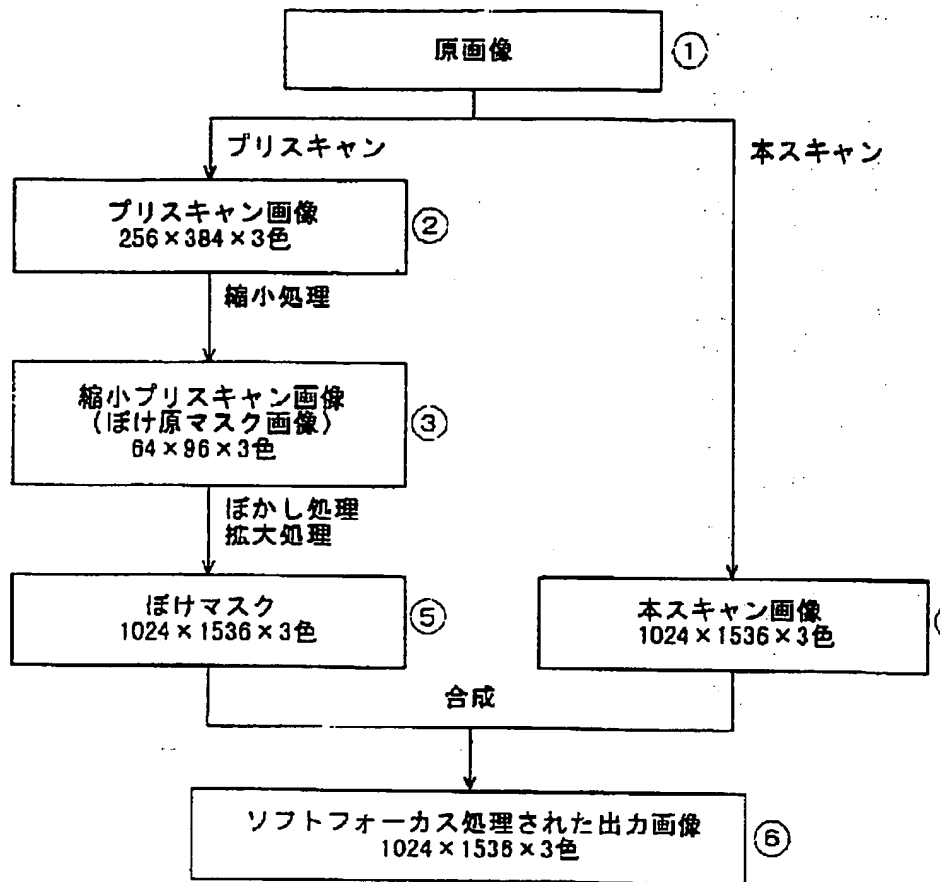 原画像
①
プリスキャン
本スキャン
プリスキャン画像
256×384×3色
②
縮小処理
縮小プリスキャン画像
(ぼけ原マスク画像)
64×96×3色
③
ぼかし処理
拡大処理
ぼけマスク
1024×1536×3色
⑤
本スキャン画像
1024×1536×3色
合成
ソフトフォーカス処理された出力画像
1024×1536×3色
⑥